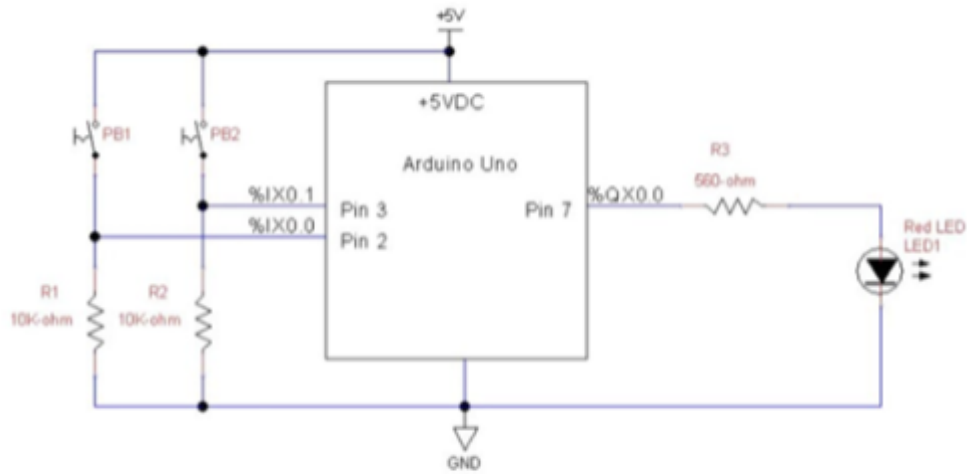 +5V
+5VDC
PB1
PB2
Arduino Uno
R3
560-ohm
%IX0.1
%QX0.0
Pin 3
Pin 7
%IX0.0
Pin 2
Red LED
LED1
R1
R2
10K-ohm
10K-ohm
GND